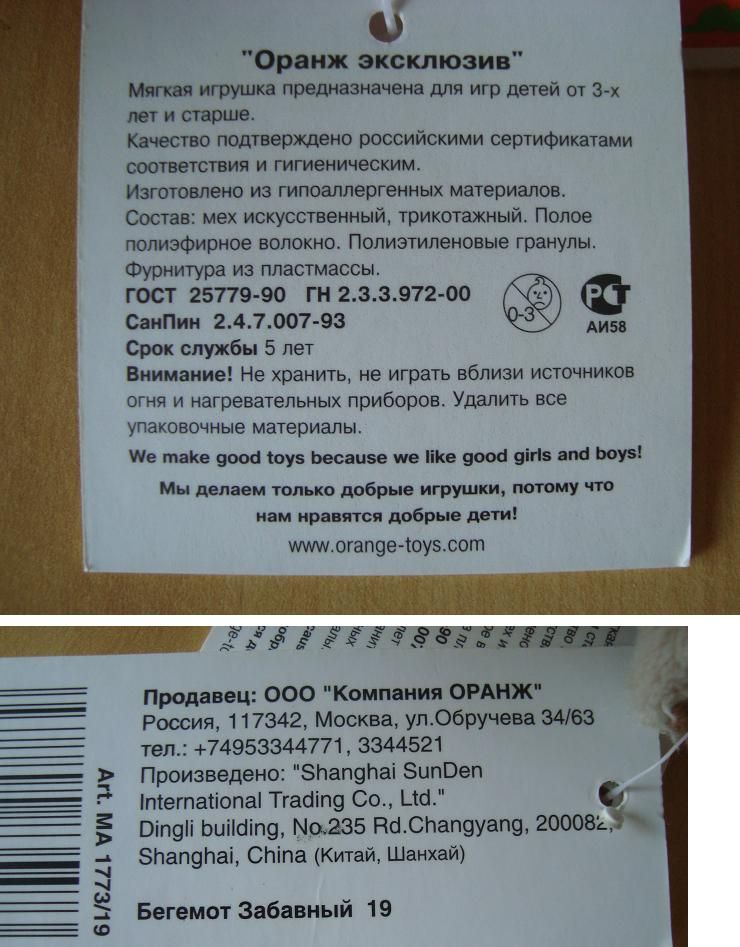 "Оранж эксклюзив"
Мягкая игрушка предназначена для игр детей от 3-х
лет и старше.
Качество подтверждено российскими сертификатами
соответствия и гигиеническим.
Изготовлено из гипоаллергенных материалов.
Состав: мех искусственный, трикотажный. Полое
полиэфирное волокно. Полиэтиленовые гранулы.
Фурнитура из пластмассы.
ГОСТ 25779-90 ГН 2.3.3.972-00
СанПин 2.4.7.007-93
0-3
РСТ
АИ58
Срок службы 5 лет
Внимание! Не хранить, не играть вблизи источников
огня и нагревательных приборов. Удалить все
упаковочные материалы.
We make good toys because we like good girls and boys!
Мы делаем только добрые игрушки, потому что
нам нравятся добрые дети!
www.orange-toys.com
Продавец: ООО "Компания ОРАНЖ"
Россия, 117342, Москва, ул.Обручева 34/63
тел.: +74953344771, 3344521
Произведено: "Shanghai SunDen
International Trading Co., Ltd."
Dingli building, No.235 Rd.Changyang, 200082,
Shanghai, China (Китай, Шанхай)
Бегемот Забавный 19
Art. MA 1773/19